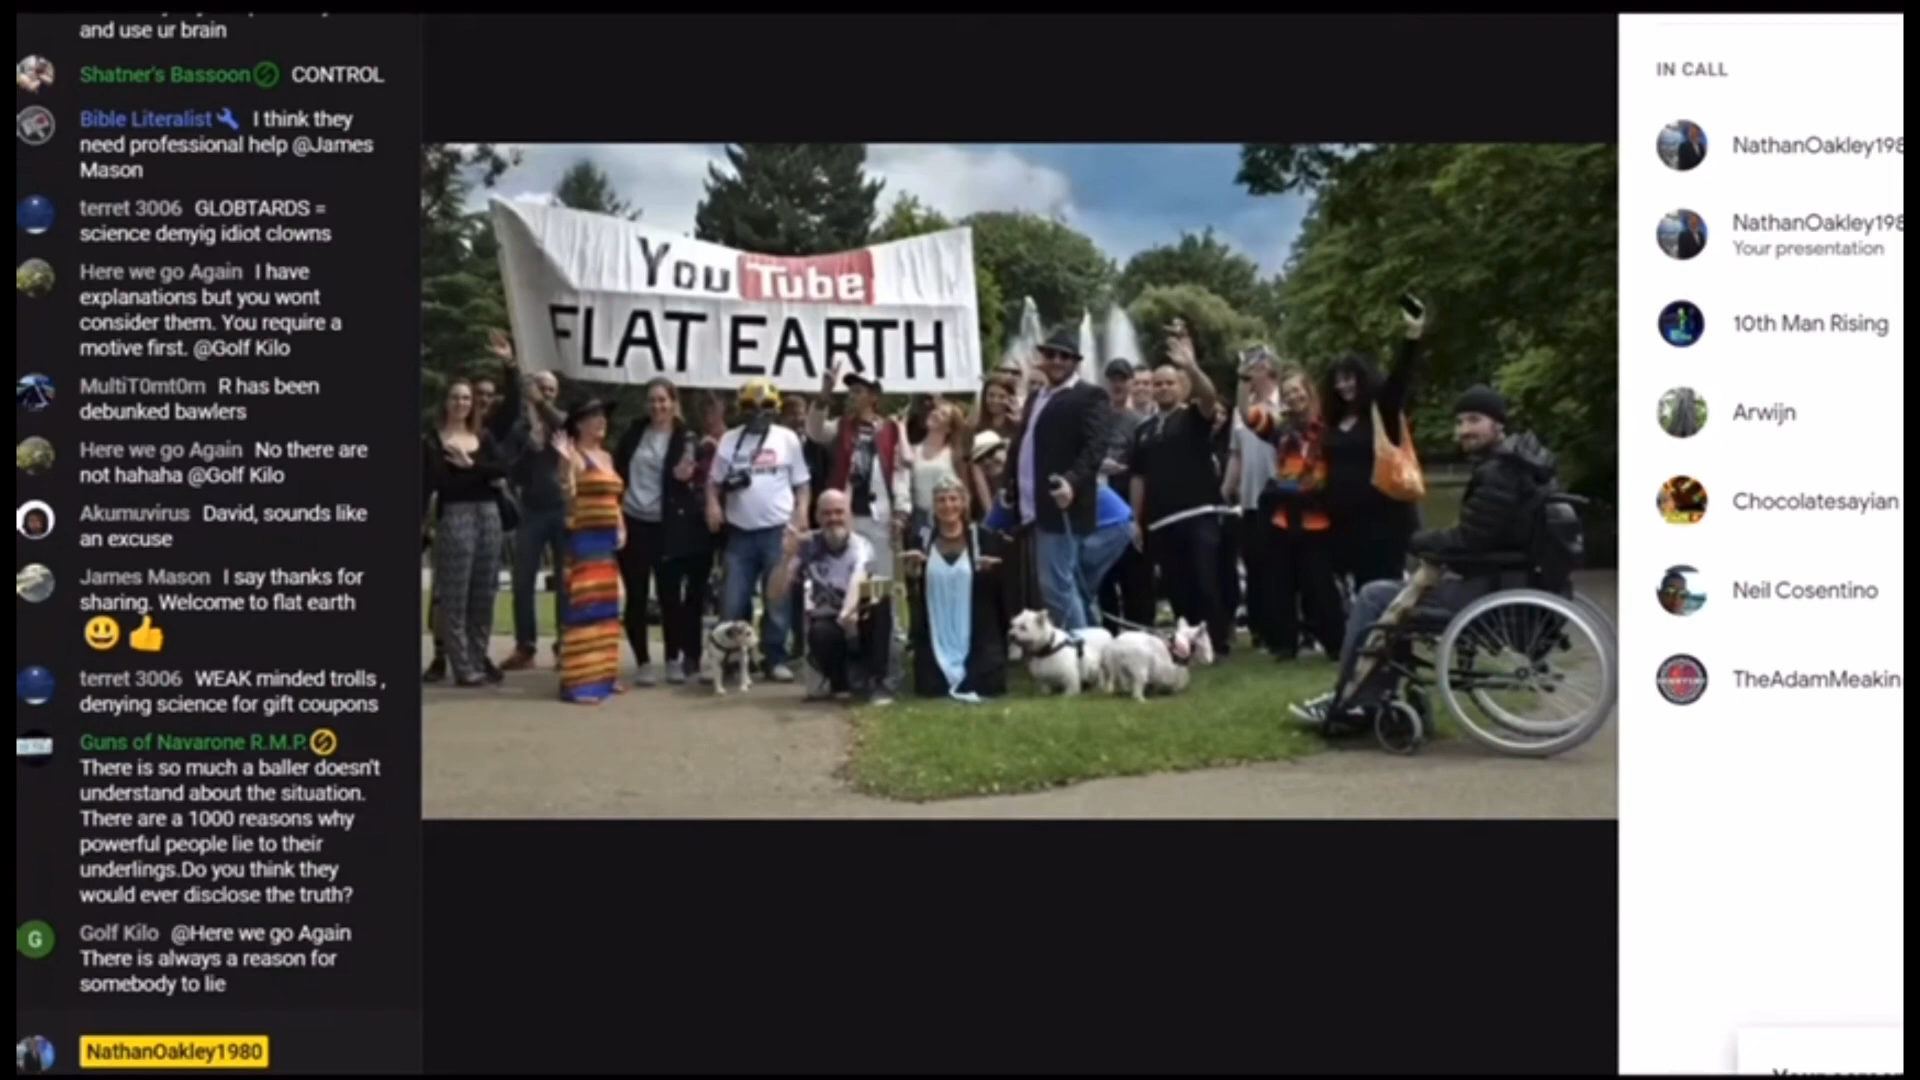 and use ur brain
Shatner's Bassoon CONTROL
Bible Literalist I think they
need professional help @James
Mason
terret 3006 GLOBTARDS =
science denyig idiot clowns
Here we go Again I have
explanations but you wont
consider them. You require a
motive first. @Golf Kilo
MultiT0mt0m R has been
debunked bawlers
Here we go Again No there are
not hahaha @Golf Kilo
Akumuvirus David, sounds like
an excuse
James Mason I say thanks for
sharing. Welcome to flat earth
terret 3006 WEAK minded trolls ,
denying science for gift coupons
Guns of Navarone R.M.P.
There is so much a baller doesn't
understand about the situation.
There are a 1000 reasons why
powerful people lie to their
underlings.Do you think they
would ever disclose the truth?
G
Golf Kilo @Here we go Again
There is always a reason for
somebody to lie
NathanOakley1980
You Tube
FLAT EARTH
IN CALL
NathanOakley198
NathanOakley198
Your presentation
10th Man Rising
Arwijn
Chocolatesayian
Neil Cosentino
TheAdamMeakin